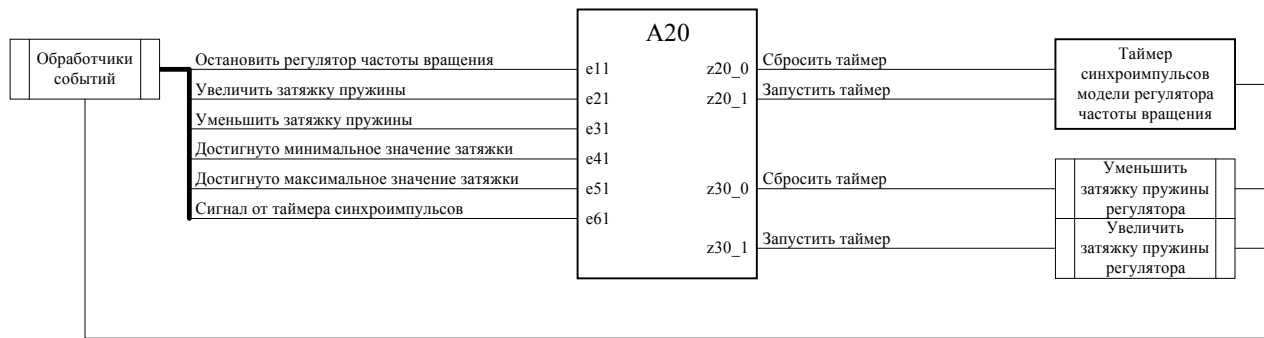 A20
Обработчики
событий
Остановить регулятор частоты вращения
e11
Увеличить затяжку пружины
e21
Уменьшить затяжку пружины
e31
Достигнуто минимальное значение затяжки
e41
Достигнуто максимальное значение затяжки
e51
Сигнал от таймера синхроимпульсов
e61
z20_0
Сбросить таймер
z20_1
Запустить таймер
z30_0
Сбросить таймер
z30_1
Запустить таймер
Таймер
синхроимпульсов
модели регулятора
частоты вращения
Уменьшить
затяжку пружины
регулятора
Увеличить
затяжку пружины
регулятора